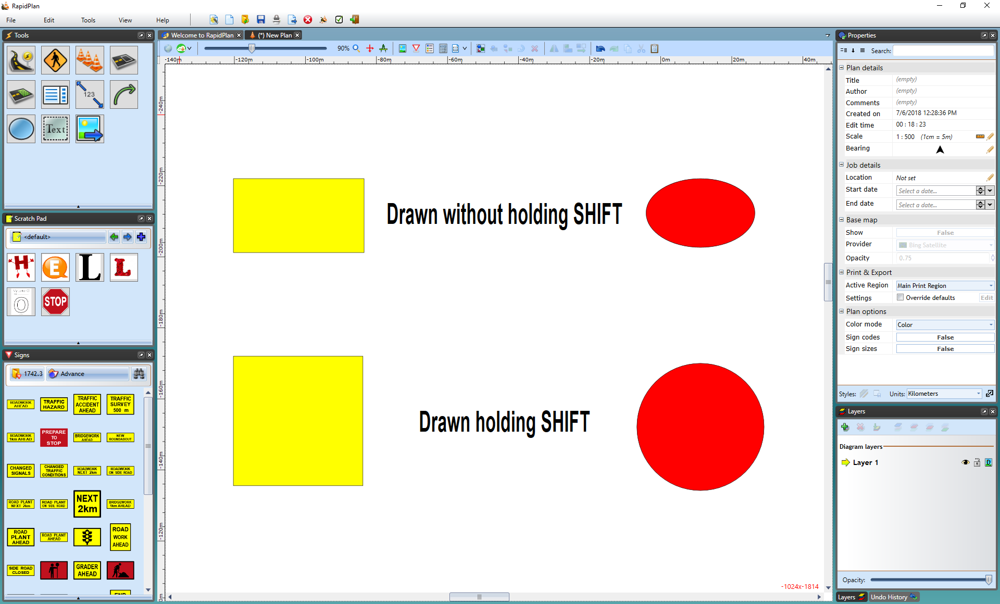 RapidPlan
File Edit Tools View Help
Tools
Welcome to RapidPlan
(*) New Plan
Properties
90%
Search:
-140m -120m -100m -80m -60m -40m -20m 0m 20m 40m
-240m
-220m
-200m
-180m
-160m
-140m
-120m
123
Text
Scratch Pad
<default>
H
E
L
L
My Letter O
O
STOP
Signs
1742.3
Advance
ROADWORK
AHEAD
TRAFFIC
HAZARD
TRAFFIC
ACCIDENT
AHEAD
TRAFFIC
SURVEY
500 m
ROADWORK
1km AHEAD
PREPARE
TO
STOP
BRIDGEWORK
AHEAD
NEW
ROUNDABOUT
CHANGED
SIGNALS
CHANGED
TRAFFIC
CONDITIONS
ROADWORK
NEXT 2km
ROADWORK
ON SIDE ROAD
ROAD PLANT
NEXT 2km
ROAD PLANT
ON SIDE ROAD
NEXT
2km
BRIDGEWORK
1km AHEAD
ROAD
PLANT
AHEAD
ROAD PLANT
AHEAD
ROAD
WORK
AHEAD
SIDE ROAD
CLOSED
GRADER
AHEAD
END
Drawn without holding SHIFT
Drawn holding SHIFT
-1024x-1814
Plan details
Title (empty)
Author (empty)
Comments (empty)
Created on 7/6/2018 12:28:36 PM
Edit time 00 : 18 : 23
Scale 1 : 500 (1cm = 5m)
Bearing
Job details
Location Not set
Start date Select a date...
End date Select a date...
Base map
Show False
Provider Bing Satellite
Opacity 0.75
Print & Export
Active Region Main Print Region
Settings Override defaults Edit
Plan options
Color mode Color
Sign codes False
Sign sizes False
Styles: Units: Kilometers
Layers
Diagram layers
Layer 1 D
Opacity:
Layers Undo History